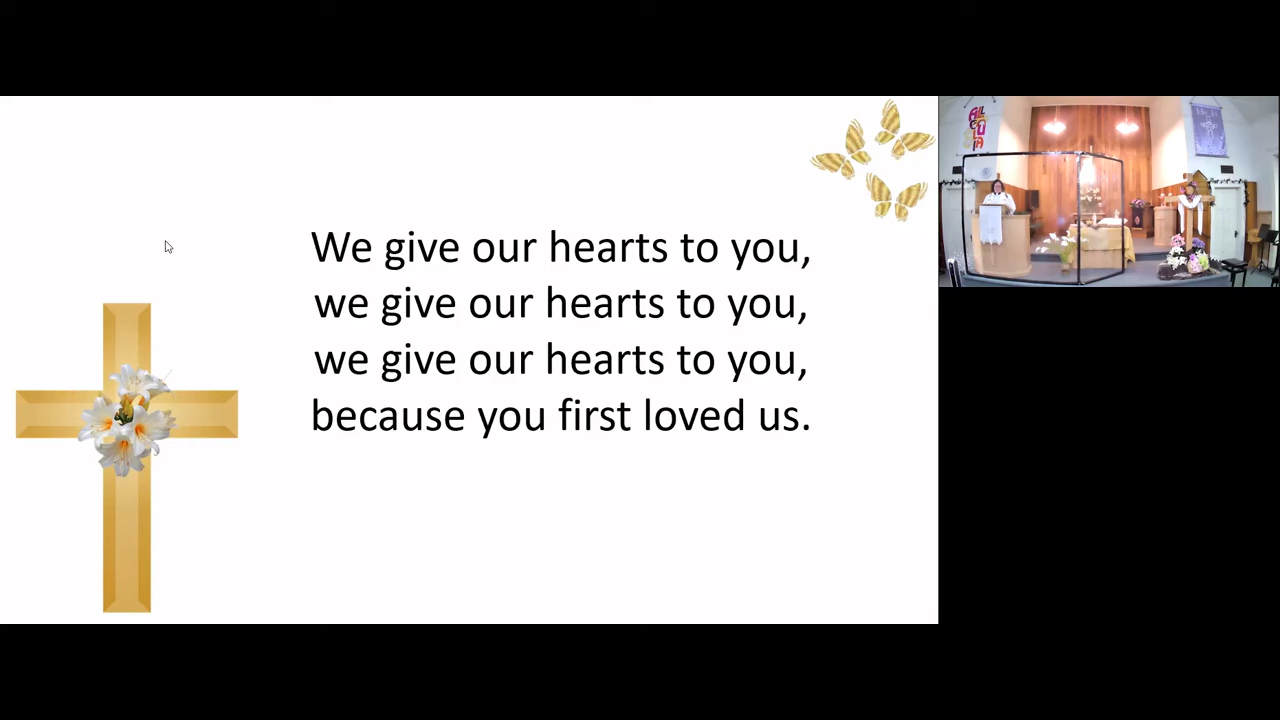 We give our hearts to you,
we give our hearts to you,
we give our hearts to you,
because you first loved us.